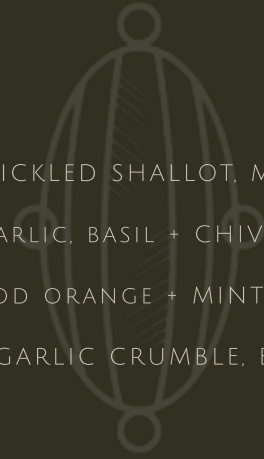 ICKLED SHALLOT, M
ARLIC, BASIL + CHIV
OD ORANGE + MINT
GARLIC CRUMBLE, E